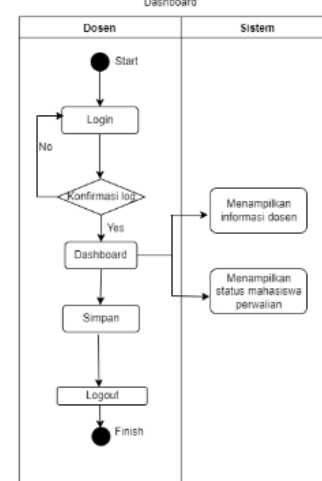 Dashboard
Dosen
Sistem
Start
Login
No
Konfirmasi log
Yes
Menampilkan
informasi dosen
Dashboard
Menampilkan
status mahasiswa
perwalian
Simpan
Logout
Finish